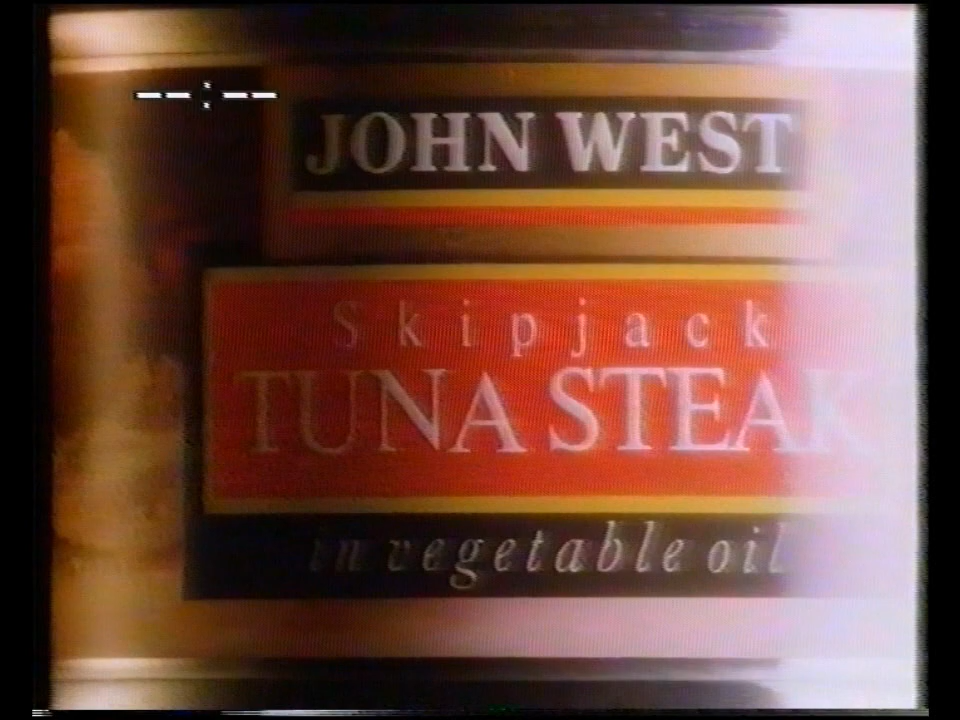 --:--
JOHN WEST
Skipjack
TUNA STEAK
in vegetable oil